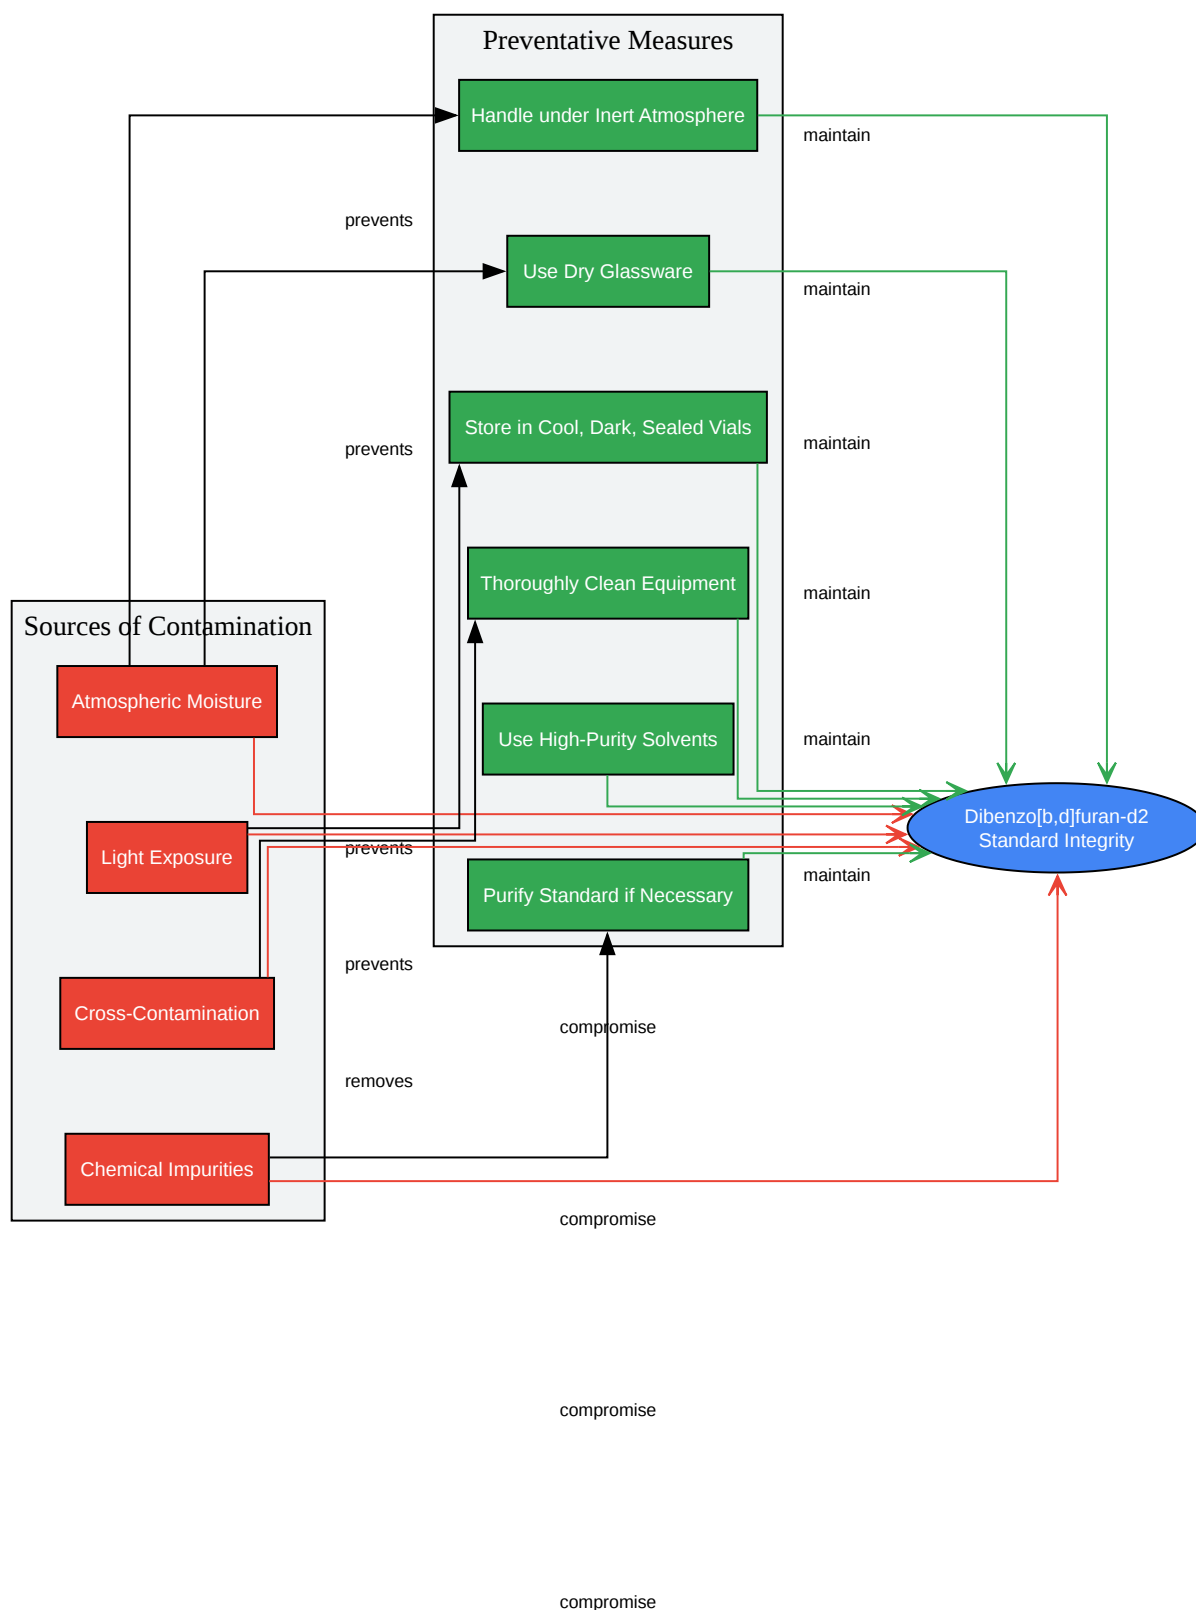 Preventative Measures
Handle under Inert Atmosphere
maintain
prevents
Use Dry Glassware
maintain
Store in Cool, Dark, Sealed Vials
maintain
prevents
Thoroughly Clean Equipment
maintain
Sources of Contamination
Atmospheric Moisture
Use High-Purity Solvents
maintain
Dibenzo[b,d]furan-d2
Standard Integrity
prevents
Light Exposure
Purify Standard if Necessary
maintain
prevents
Cross-Contamination
compromise
removes
Chemical Impurities
compromise
compromise
compromise